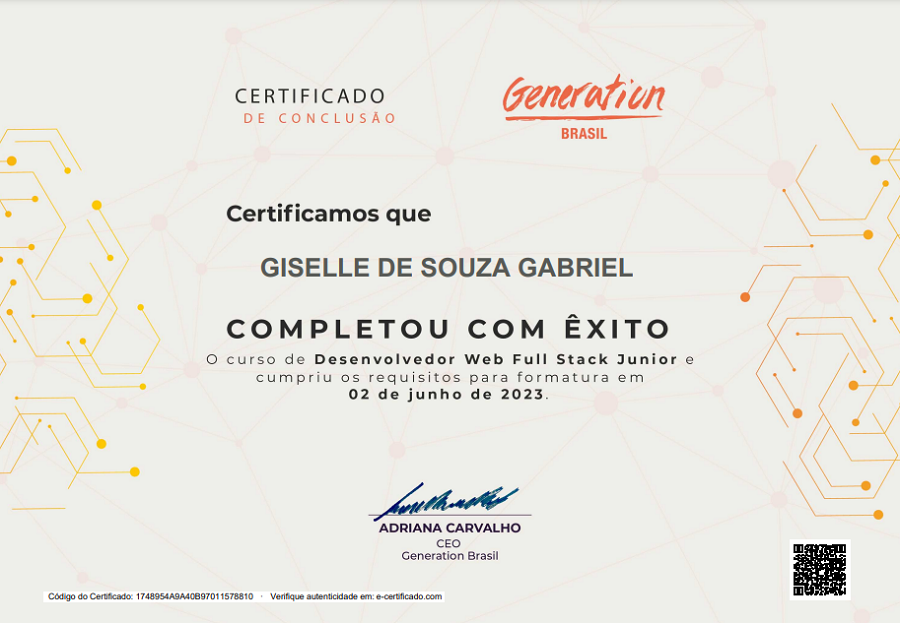 CERTIFICADO
DE CONCLUSÃO
Generation
BRASIL
Certificamos que
GISELLE DE SOUZA GABRIEL
COMPLETOU COM ÊXITO
O curso de Desenvolvedor Web Full Stack Junior e
cumpriu os requisitos para formatura em
02 de junho de 2023.
ADRIANA CARVALHO
CEO
Generation Brasil
Código do Certificado: 1748954A9A40B97011578810 · Verifique autenticidade em: e-certificado.com